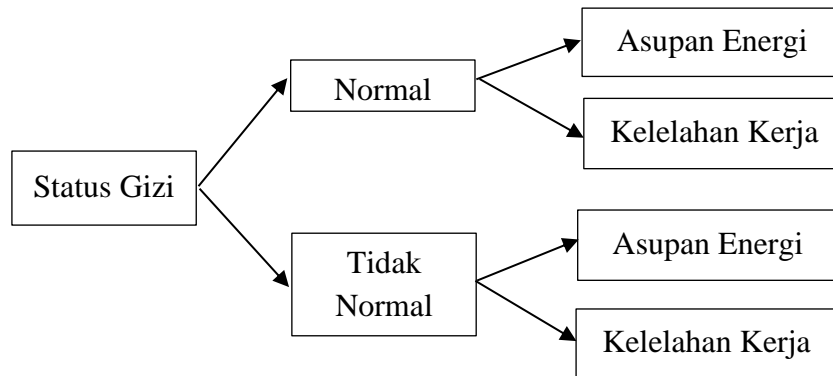 Asupan Energi
Normal
Kelelahan Kerja
Status Gizi
Asupan Energi
Tidak
Normal
Kelelahan Kerja